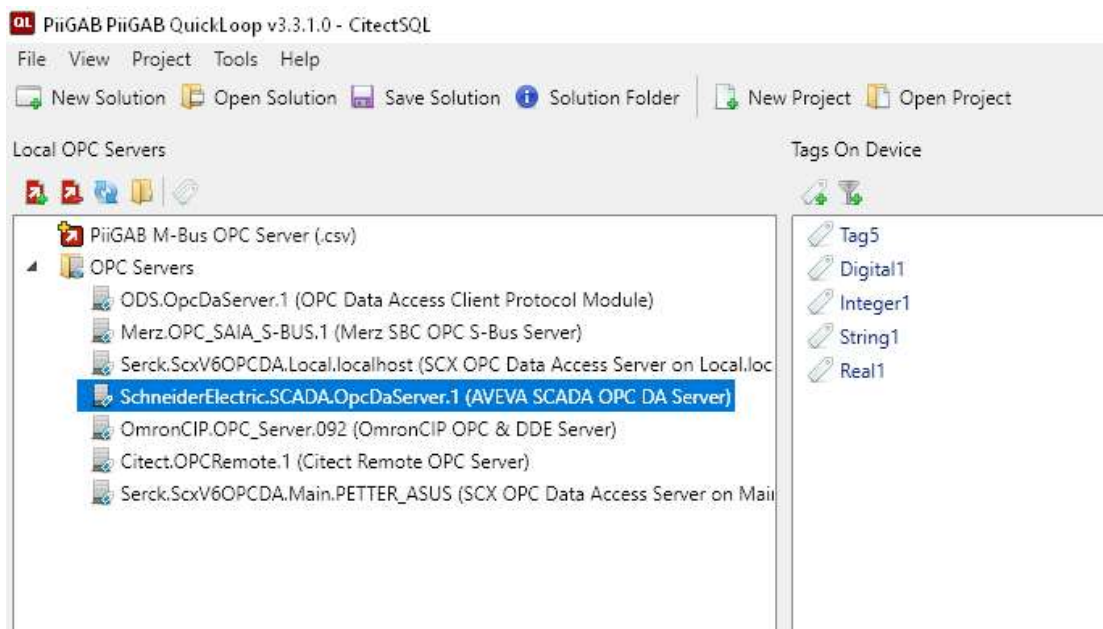 QL PiiGAB PiiGAB QuickLoop v3.3.1.0 - CitectSQL
File View Project Tools Help
New Solution Open Solution Save Solution Solution Folder New Project Open Project
Local OPC Servers
Tags On Device
PiiGAB M-Bus OPC Server (.csv)
OPC Servers
ODS.OpcDaServer.1 (OPC Data Access Client Protocol Module)
Merz.OPC_SAIA_S-BUS.1 (Merz SBC OPC S-Bus Server)
Serck.ScxV6OPCDA.Local.localhost (SCX OPC Data Access Server on Local.loc
SchneiderElectric.SCADA.OpcDaServer.1 (AVEVA SCADA OPC DA Server)
OmronCIP.OPC_Server.092 (OmronCIP OPC & DDE Server)
Citect.OPCRemote.1 (Citect Remote OPC Server)
Serck.ScxV6OPCDA.Main.PETTER_ASUS (SCX OPC Data Access Server on Main
Tag5
Digital1
Integer1
String1
Real1